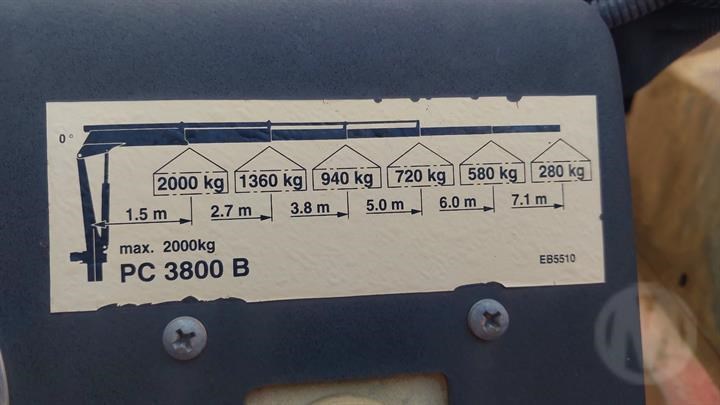 0°
2000 kg 1360 kg 940 kg 720 kg 580 kg 280 kg
1.5 m 2.7 m 3.8 m 5.0 m 6.0 m 7.1 m
max. 2000kg
PC 3800 B
EB5510